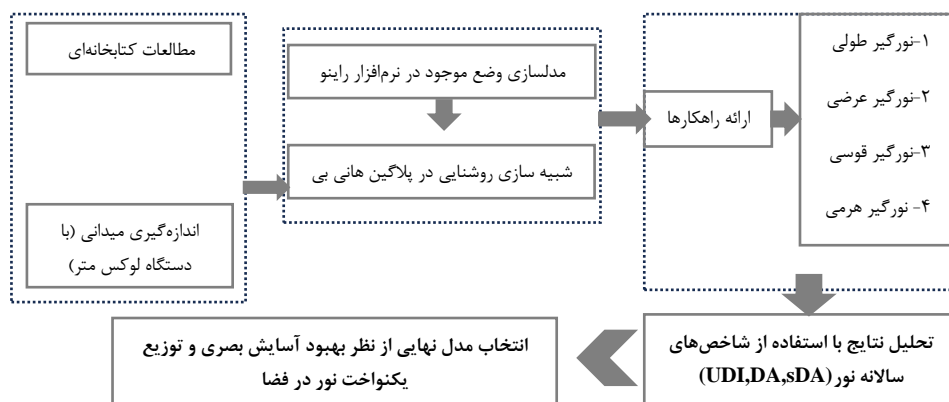 مطالعات کتابخانه‌ای
اندازه‌گیری میدانی (با
دستگاه لوکس متر)
مدلسازی وضع موجود در نرم‌افزار راینو
شبیه سازی روشنایی در پلاگین هانی بی
ارائه راهکارها
۱-نورگیر طولی
۲-نورگیر عرضی
۳-نورگیر قوسی
۴- نورگیر هرمی
تحلیل نتایج با استفاده از شاخص‌های
سالانه نور (UDI,DA,sDA)
انتخاب مدل نهایی از نظر بهبود آسایش بصری و توزیع
یکنواخت نور در فضا